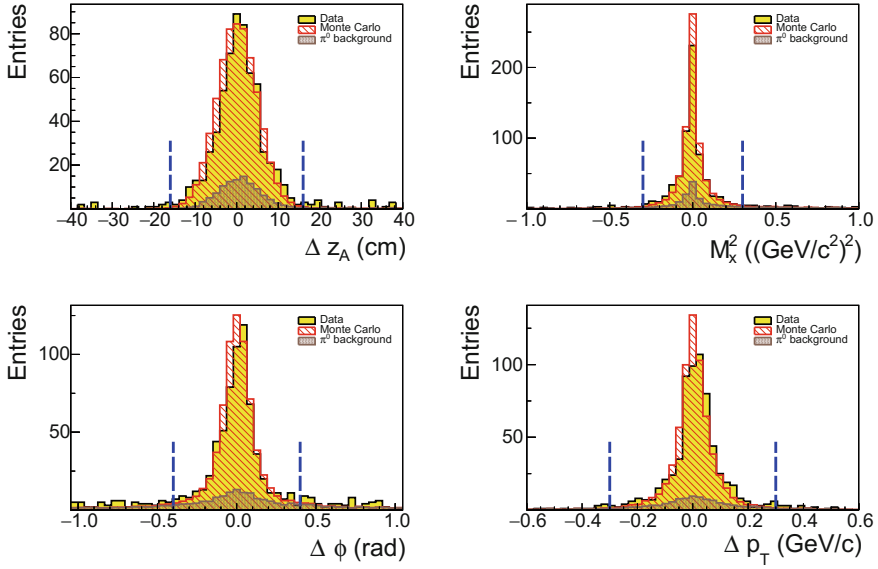 Entries
80
60
40
20
−40
−30
−20
−10
0
10
20
30
40
Δ z_A (cm)
Data
Monte Carlo
π⁰ background
Entries
200
100
−1.0
−0.5
0.0
0.5
1.0
M_x² ((GeV/c²)²)
Data
Monte Carlo
π⁰ background
Entries
100
50
−1.0
−0.5
0.0
0.5
1.0
Δ ϕ (rad)
Data
Monte Carlo
π⁰ background
Entries
100
50
−0.6
−0.4
−0.2
0.0
0.2
0.4
0.6
Δ p_T (GeV/c)
Data
Monte Carlo
π⁰ background